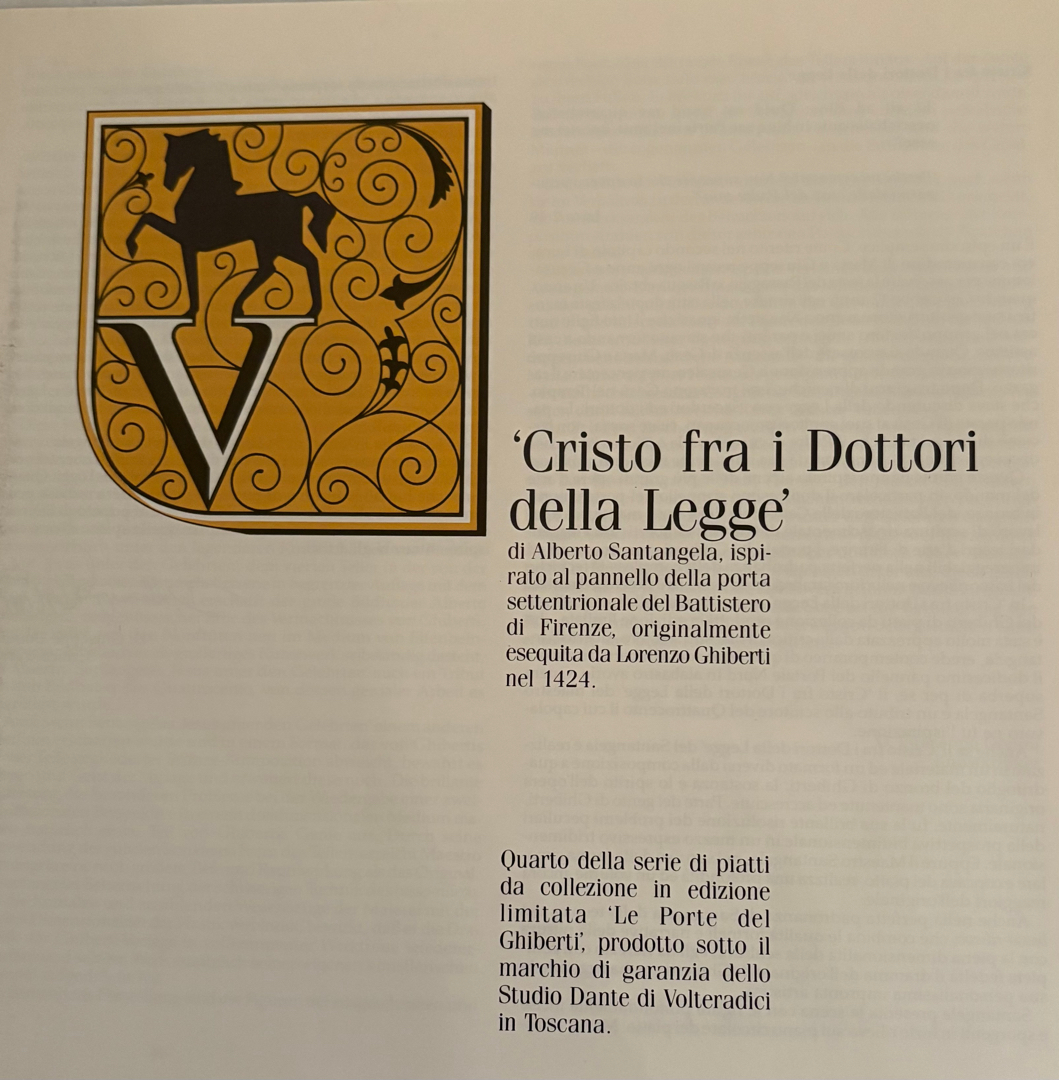 V
‘Cristo fra i Dottori
della Legge’
di Alberto Santangela, ispi-
rato al pannello della porta
settentrionale del Battistero
di Firenze, originalmente
esequita da Lorenzo Ghiberti
nel 1424.
Quarto della serie di piatti
da collezione in edizione
limitata ‘Le Porte del
Ghiberti’, prodotto sotto il
marchio di garanzia dello
Studio Dante di Volteradici
in Toscana.